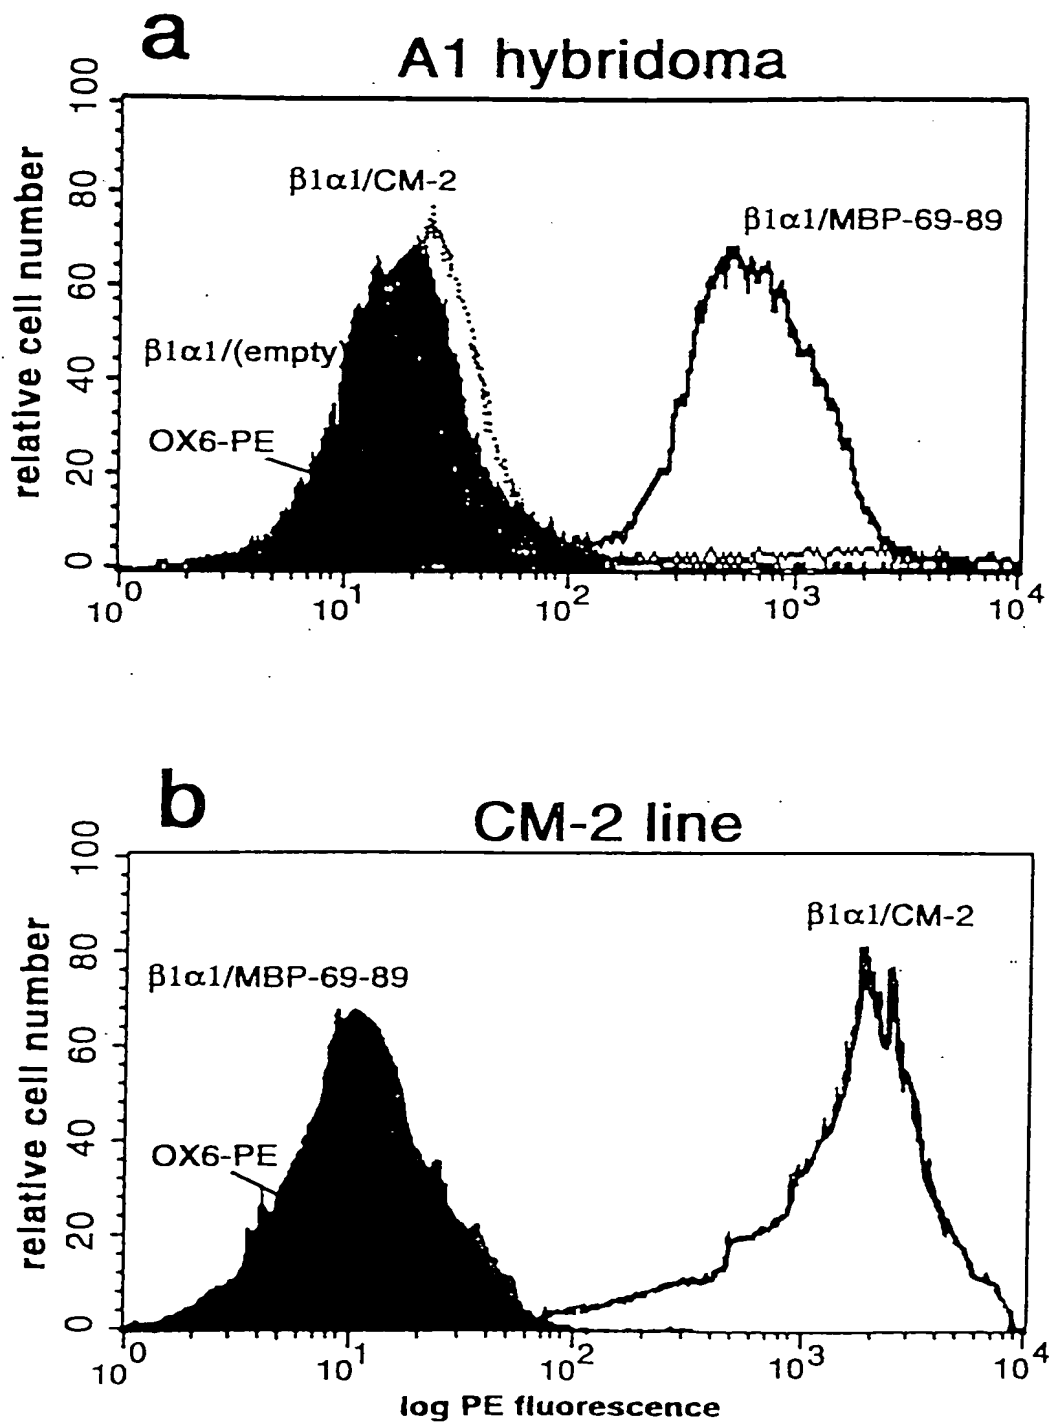 a
A1 hybridoma
relative cell number
100
80
60
40
20
0
β1α1/CM-2
β1α1/MBP-69-89
β1α1/(empty)
OX6-PE
10^0
10^1
10^2
10^3
10^4
b
CM-2 line
relative cell number
100
80
60
40
20
0
β1α1/CM-2
β1α1/MBP-69-89
OX6-PE
10^0
10^1
10^2
10^3
10^4
log PE fluorescence